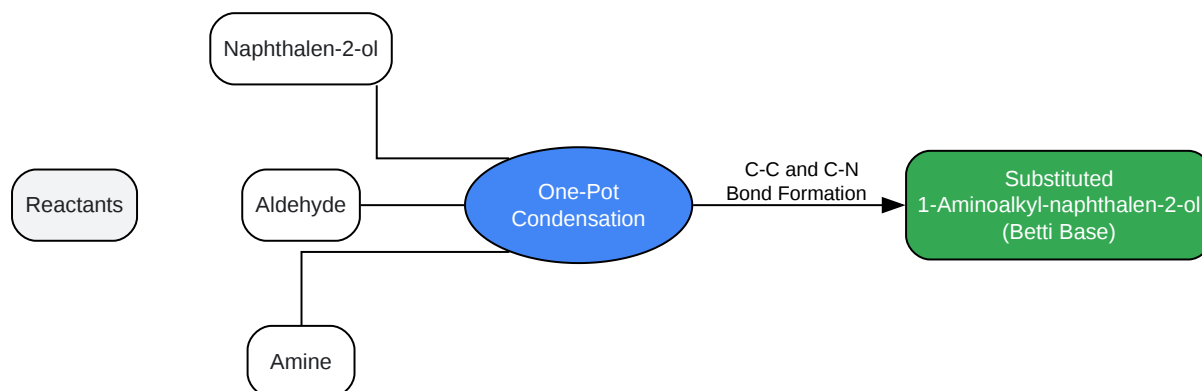 Naphthalen-2-ol
Reactants
Aldehyde
Amine
One-Pot
Condensation
C-C and C-N
Bond Formation
Substituted
1-Aminoalkyl-naphthalen-2-ol
(Betti Base)